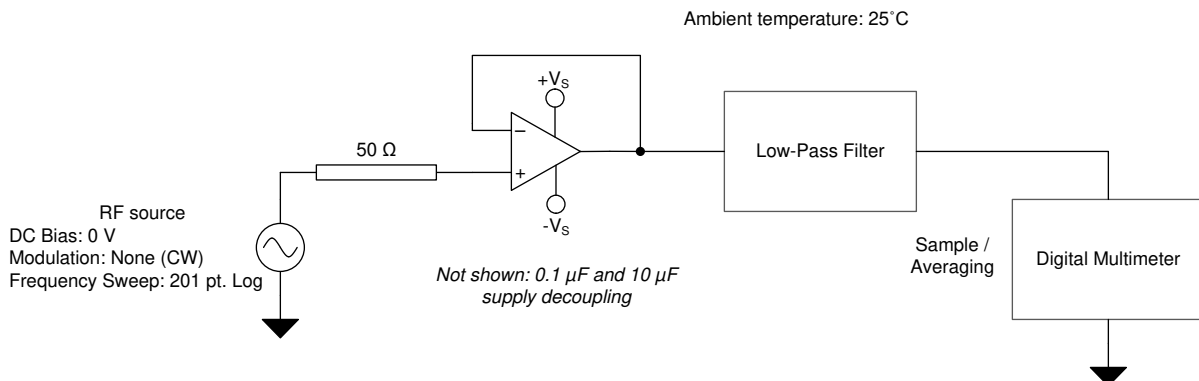 Ambient temperature: 25˚C
+VS
−
50 Ω
+
Low-Pass Filter
-VS
RF source
DC Bias: 0 V
Modulation: None (CW)
Frequency Sweep: 201 pt. Log
Not shown: 0.1 µF and 10 µF
supply decoupling
Sample /
Averaging
Digital Multimeter